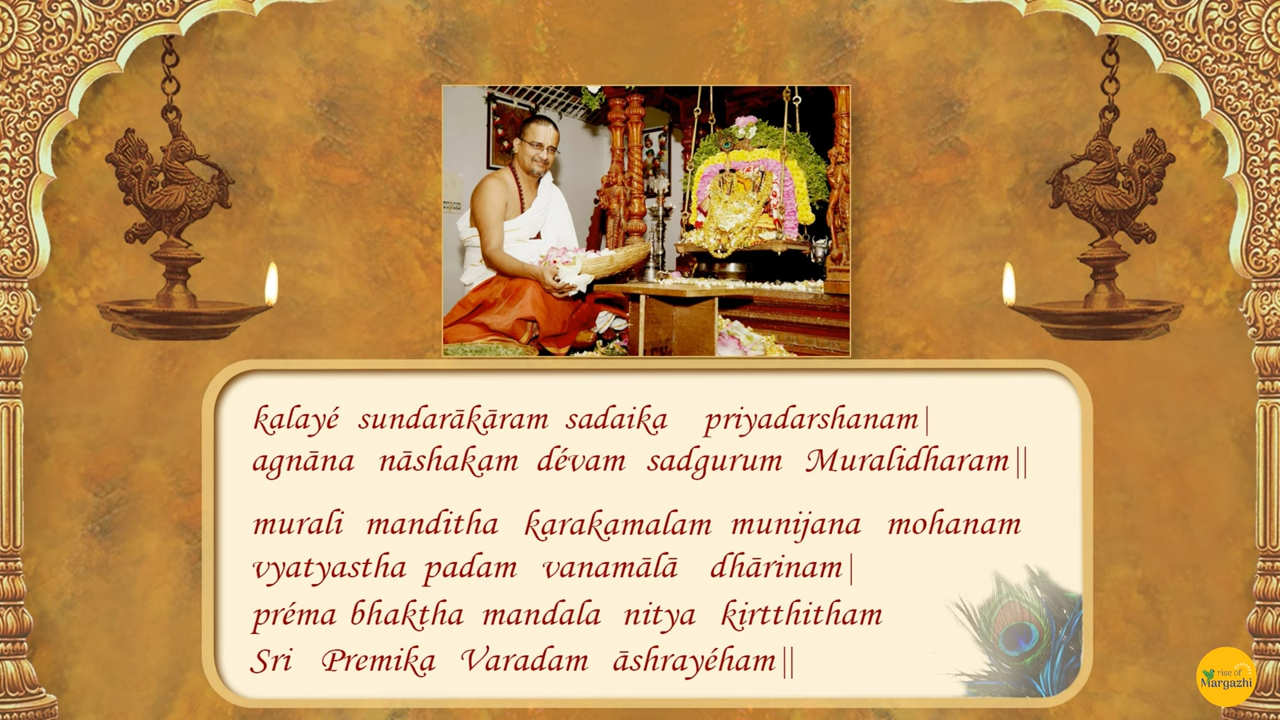 kalayé sundarākāram sadaika priyadarshanam|
agnāna nāshakam dévam sadgurum Muralidharam||
murali manditha karakamalam munijana mohanam
vyatyastha padam vanamālā dhārinam|
préma bhaktha mandala nitya kirtthitham
Sri Premika Varadam āshrayéham||
rise of
Margazhi